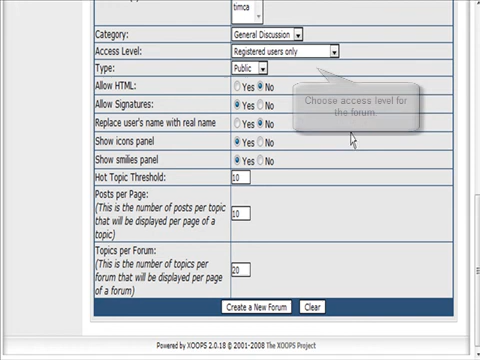 timca
Category: General Discussion
Access Level: Registered users only
Type: Public
Allow HTML: Yes No
Choose access level for
the forum.
Allow Signatures: Yes No
Replace user's name with real name Yes No
Show icons panel Yes No
Show smilies panel Yes No
Hot Topic Threshold: 10
Posts per Page:
(This is the number of posts per topic
that will be displayed per page of a
topic)
10
Topics per Forum:
(This is the number of topics per
forum that will be displayed per page
of a forum)
20
Create a New Forum Clear
Powered by XOOPS 2.0.18 © 2001-2008 The XOOPS Project